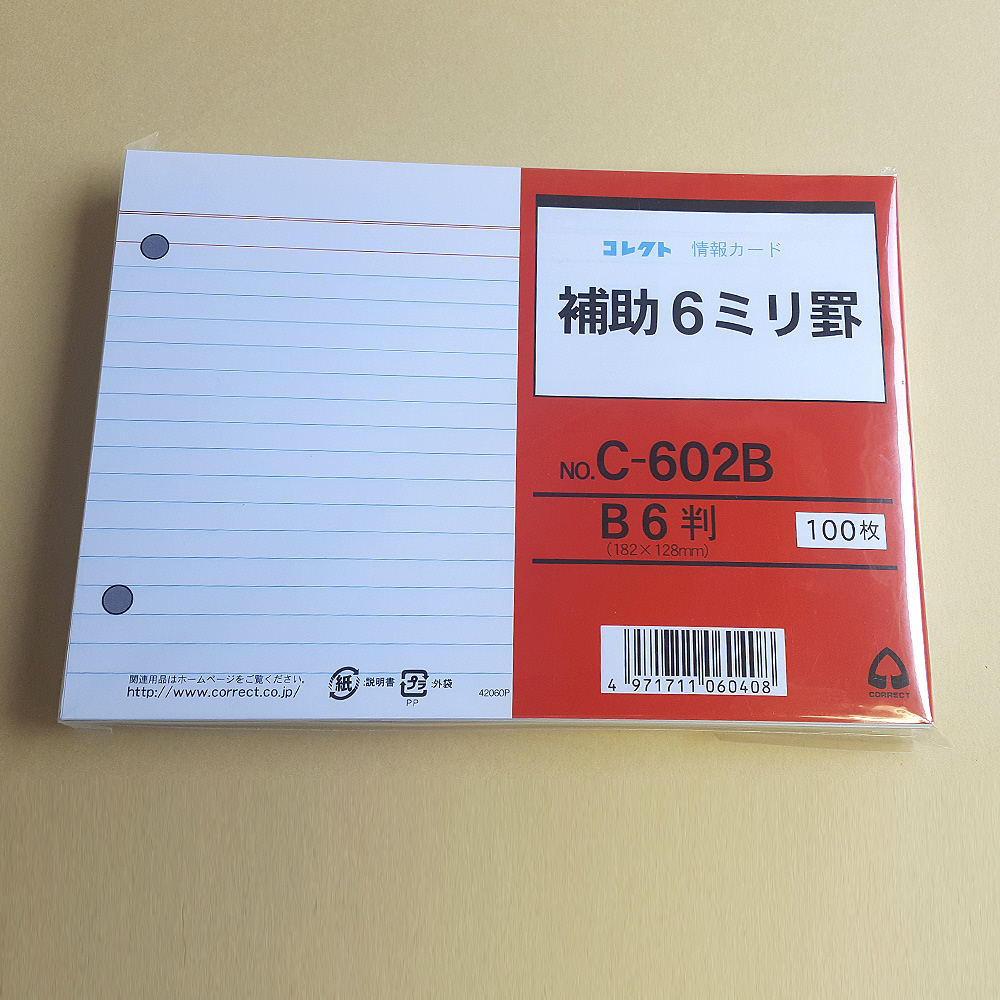 コレクト 情報カード
補助6ミリ罫
NO.C-602B
B6判
(182×128mm)
100枚
4 971711 060408
CORRECT
関連用品はホームページをご覧ください。
http://www.correct.co.jp/
紙 :説明書
プラ :外袋
PP
42060P